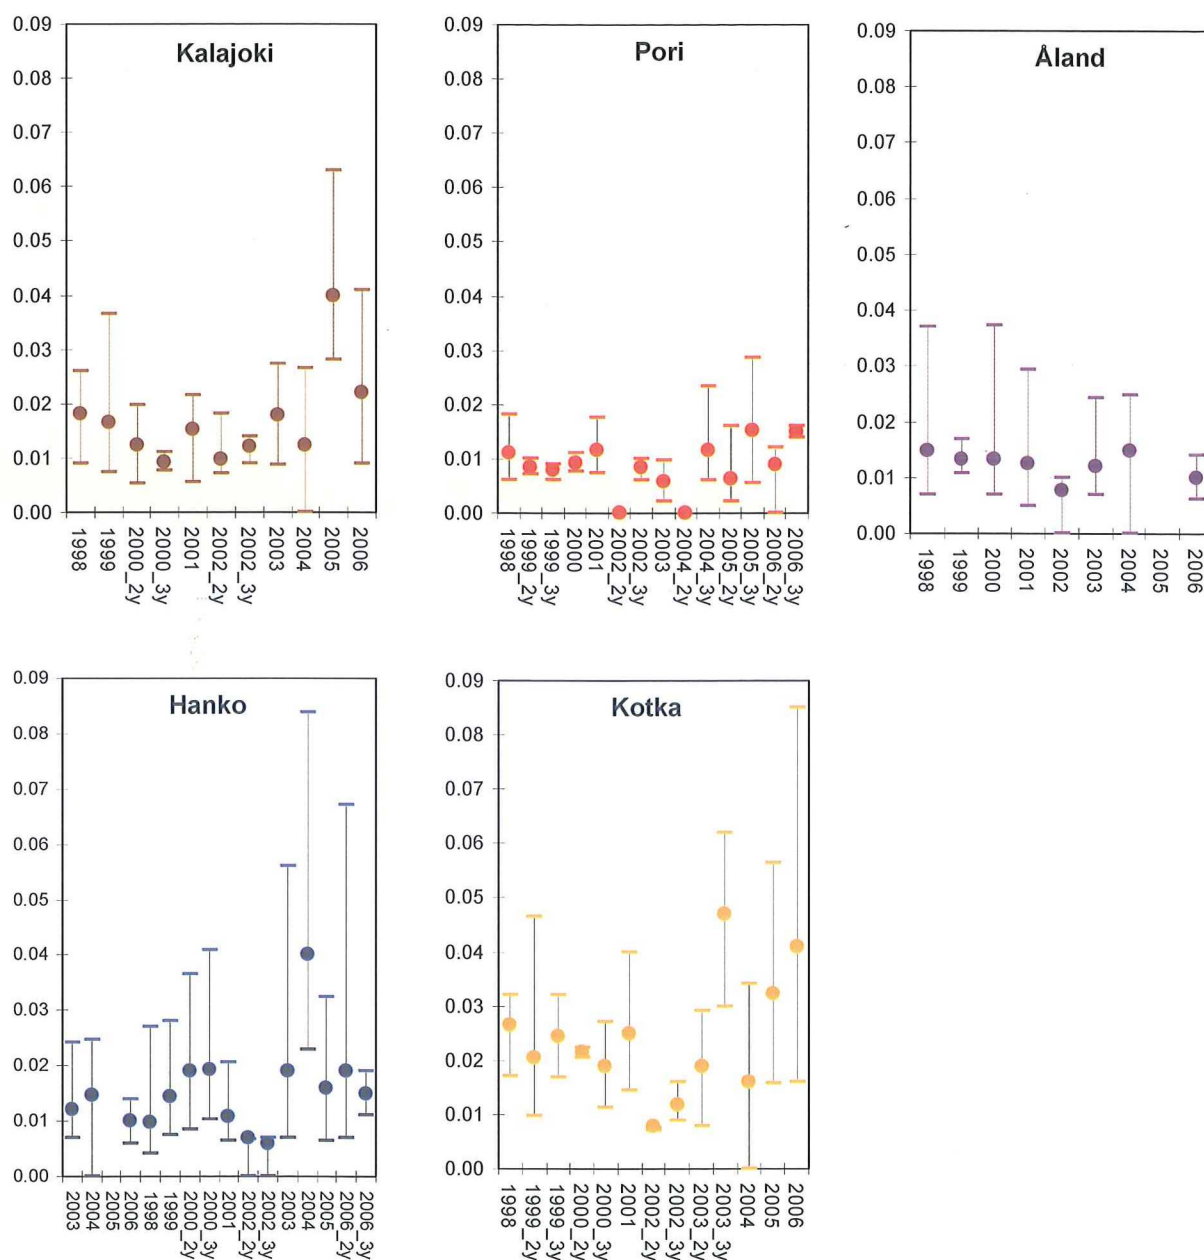 Kalajoki
0.09
0.08
0.07
0.06
0.05
0.04
0.03
0.02
0.01
0.00
1998
1999
2000_2y
2000_3y
2001
2002_2y
2002_3y
2003
2004
2005
2006
Pori
0.09
0.08
0.07
0.06
0.05
0.04
0.03
0.02
0.01
0.00
1998
1999_2y
1999_3y
2000
2001
2002_2y
2002_3y
2003
2004_2y
2004_3y
2005_2y
2005_3y
2006_2y
2006_3y
Åland
0.09
0.08
0.07
0.06
0.05
0.04
0.03
0.02
0.01
0.00
1998
1999
2000
2001
2002
2003
2004
2005
2006
Hanko
0.09
0.08
0.07
0.06
0.05
0.04
0.03
0.02
0.01
0.00
2003
2004
2005
2006
1998
1999
2000_2y
2000_3y
2001
2002_2y
2002_3y
2003
2004
2005
2006_2y
2006_3y
Kotka
0.09
0.08
0.07
0.06
0.05
0.04
0.03
0.02
0.01
0.00
1998
1999_2y
1999_3y
2000_2y
2000_3y
2001
2002_2y
2002_3y
2003_2y
2003_3y
2004
2005
2006